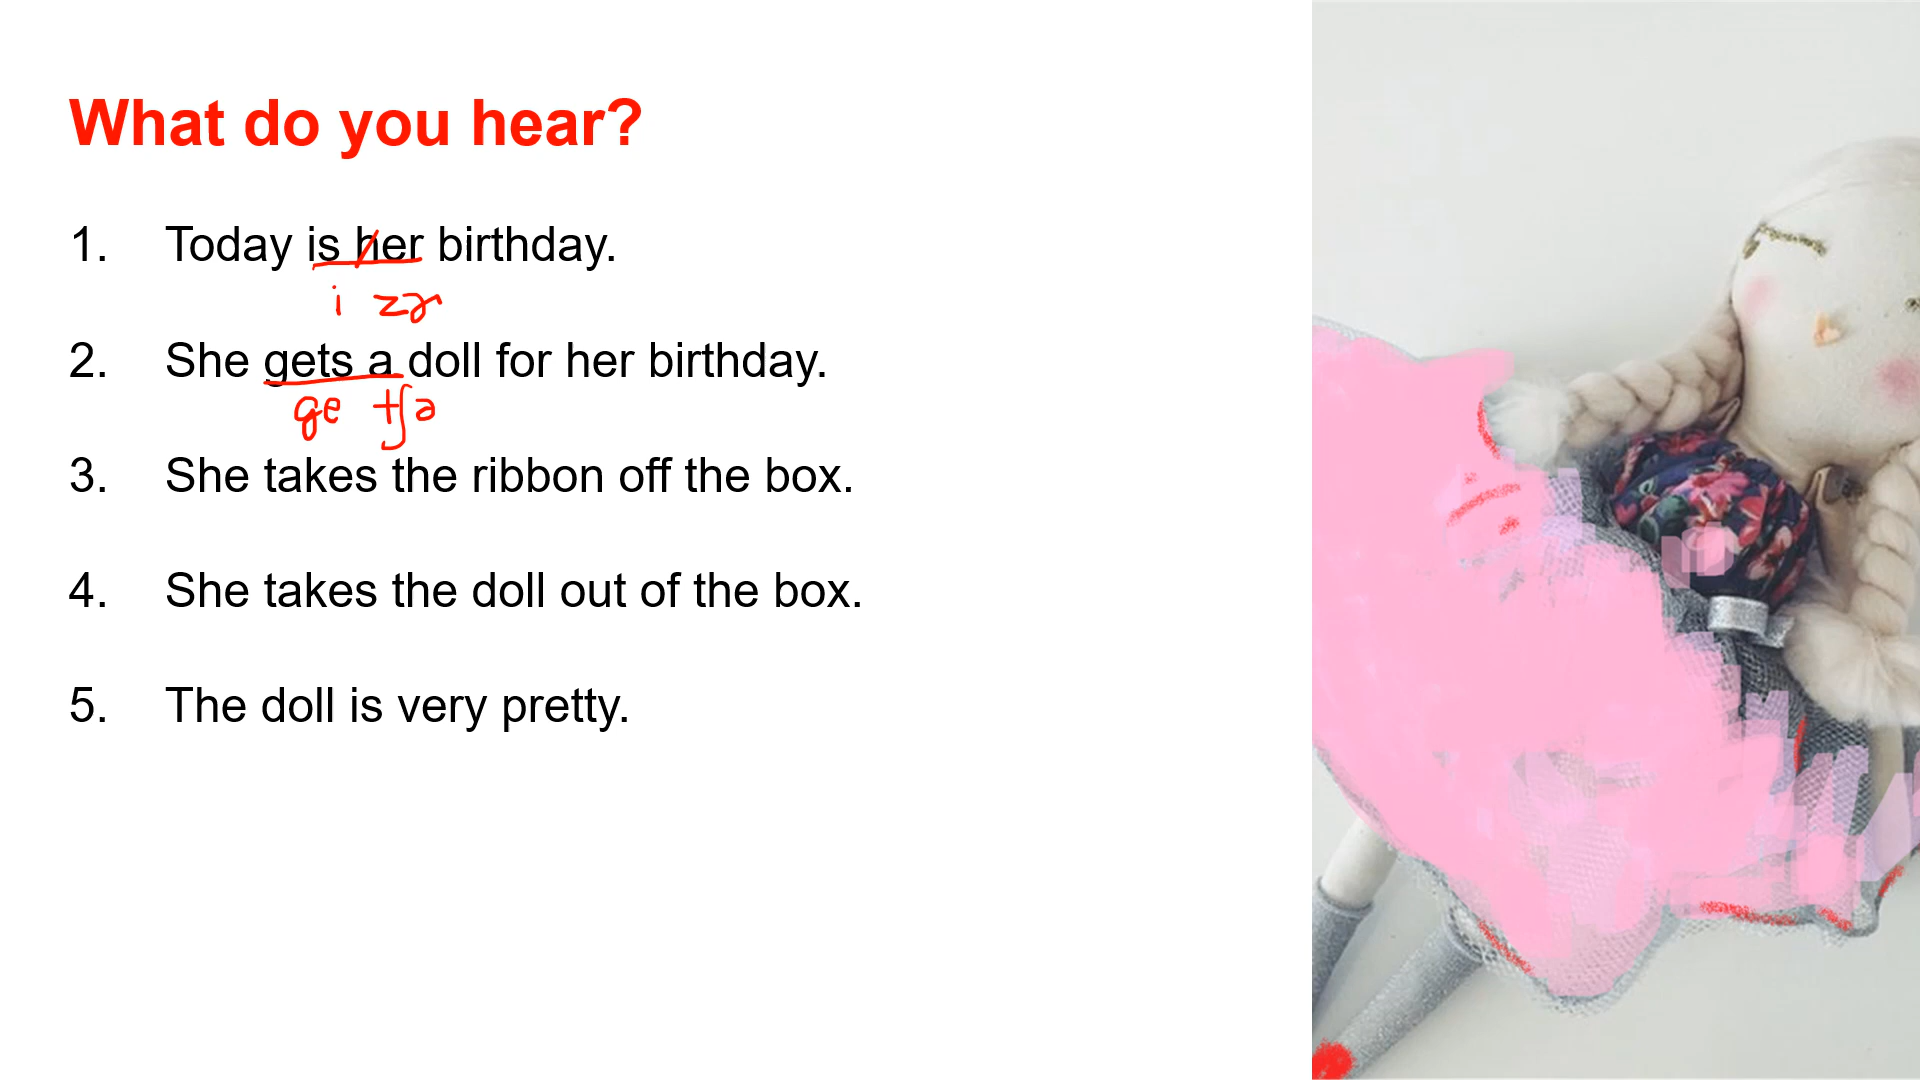 What do you hear?
1. Today is her birthday.
i zɚ
2. She gets a doll for her birthday.
ge tʃə
3. She takes the ribbon off the box.
4. She takes the doll out of the box.
5. The doll is very pretty.